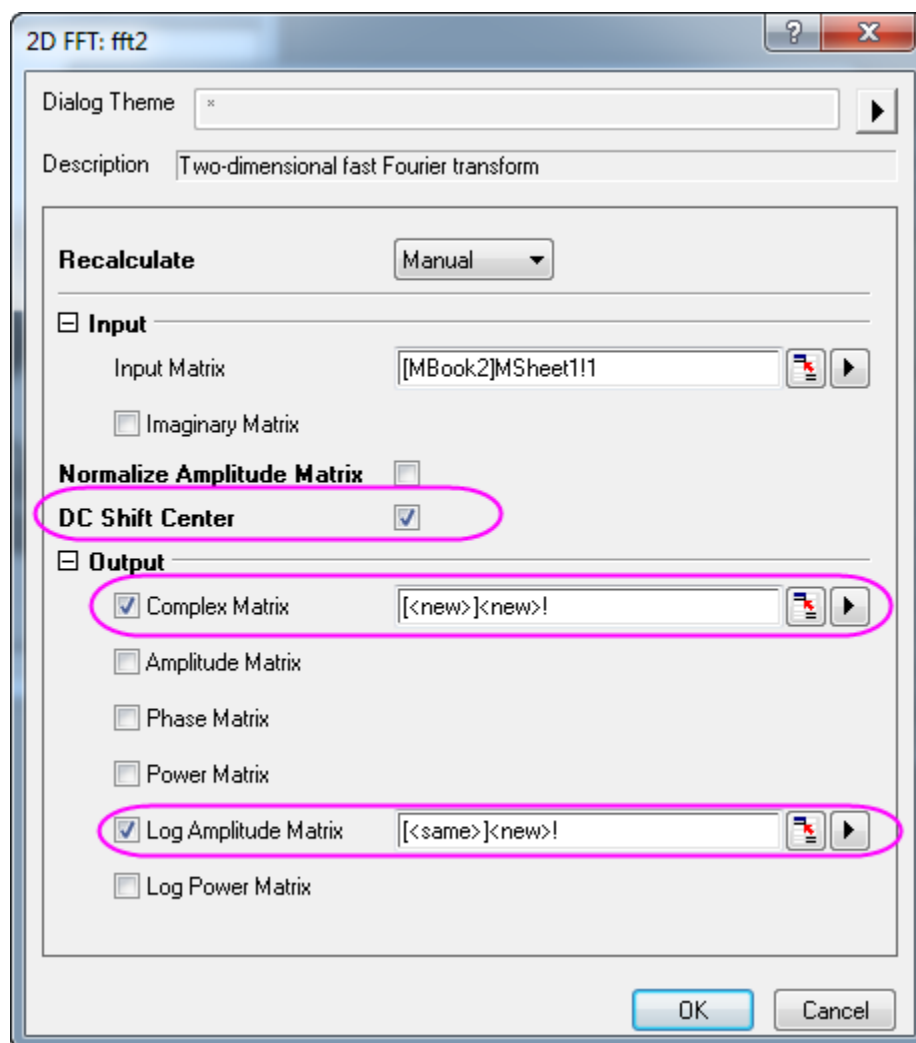 2D FFT: fft2
Dialog Theme *
Description Two-dimensional fast Fourier transform
Recalculate Manual
Input
Input Matrix [MBook2]MSheet1!1
Imaginary Matrix
Normalize Amplitude Matrix
DC Shift Center
Output
Complex Matrix [<new>]<new>!
Amplitude Matrix
Phase Matrix
Power Matrix
Log Amplitude Matrix [<same>]<new>!
Log Power Matrix
OK Cancel